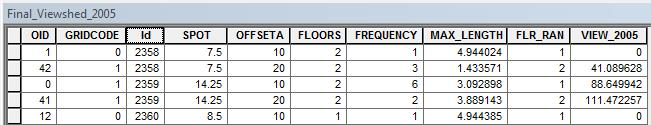 Final_Viewshed_2005
OID GRIDCODE Id SPOT OFFSETA FLOORS FREQUENCY MAX_LENGTH FLR_RAN VIEW_2005
1 0 2358 7.5 10 2 1 4.944024 1 0
42 1 2358 7.5 20 2 3 1.433571 2 41.089628
0 1 2359 14.25 10 2 6 3.092898 1 88.649942
41 1 2359 14.25 20 2 2 3.889143 2 111.472257
12 0 2360 8.5 10 1 1 4.944385 1 0